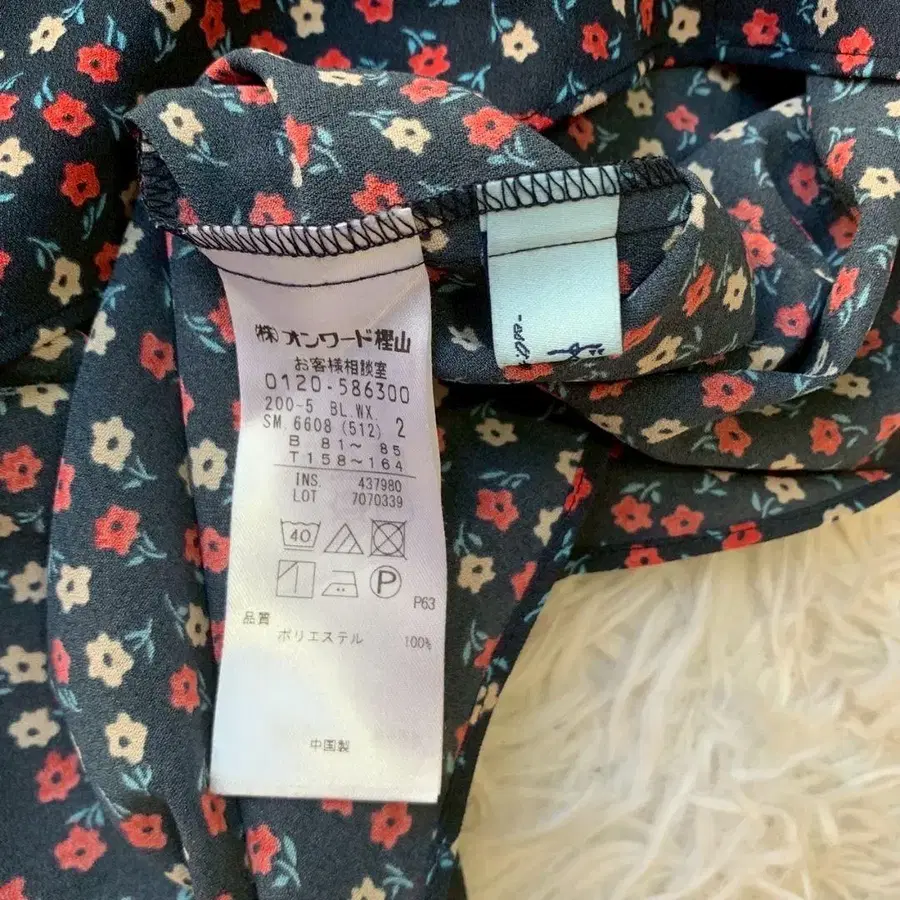 ㈱オンワード樫山
お客様相談室
0120-586300
200-5 BL.WX.
SM.6608(512) 2
B 81~ 85
T158~164
INS. 437980
LOT 7070339
40
P
P63
品質
ポリエステル 100%
中国製